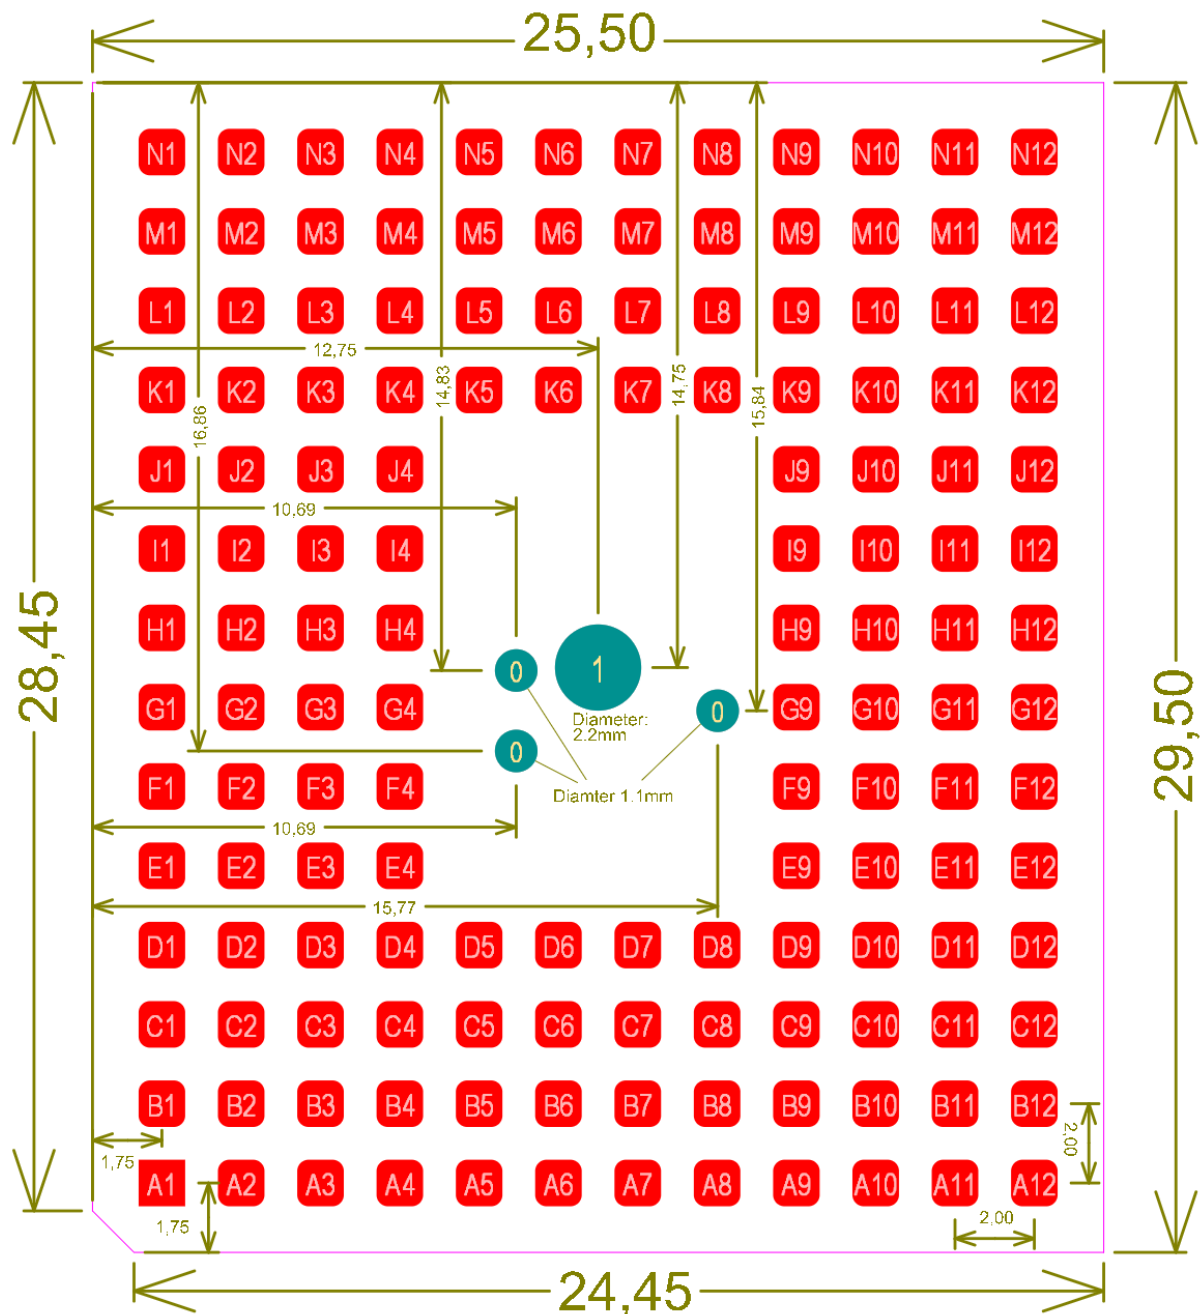 25,50
N1 N2 N3 N4 N5 N6 N7 N8 N9 N10 N11 N12
M1 M2 M3 M4 M5 M6 M7 M8 M9 M10 M11 M12
L1 L2 L3 L4 L5 L6 L7 L8 L9 L10 L11 L12
12,75
14,83
14,75
15,84
16,86
K1 K2 K3 K4 K5 K6 K7 K8 K9 K10 K11 K12
J1 J2 J3 J4 J9 J10 J11 J12
10,69
I1 I2 I3 I4 I9 I10 I11 I12
28,45
H1 H2 H3 H4 H9 H10 H11 H12
0 1
29,50
G1 G2 G3 G4 0 G9 G10 G11 G12
Diameter:
2.2mm
0
F1 F2 F3 F4 F9 F10 F11 F12
Diamter 1.1mm
10,69
E1 E2 E3 E4 E9 E10 E11 E12
15,77
D1 D2 D3 D4 D5 D6 D7 D8 D9 D10 D11 D12
C1 C2 C3 C4 C5 C6 C7 C8 C9 C10 C11 C12
B1 B2 B3 B4 B5 B6 B7 B8 B9 B10 B11 B12
2,00
1,75
A1 A2 A3 A4 A5 A6 A7 A8 A9 A10 A11 A12
1,75
2,00
24,45